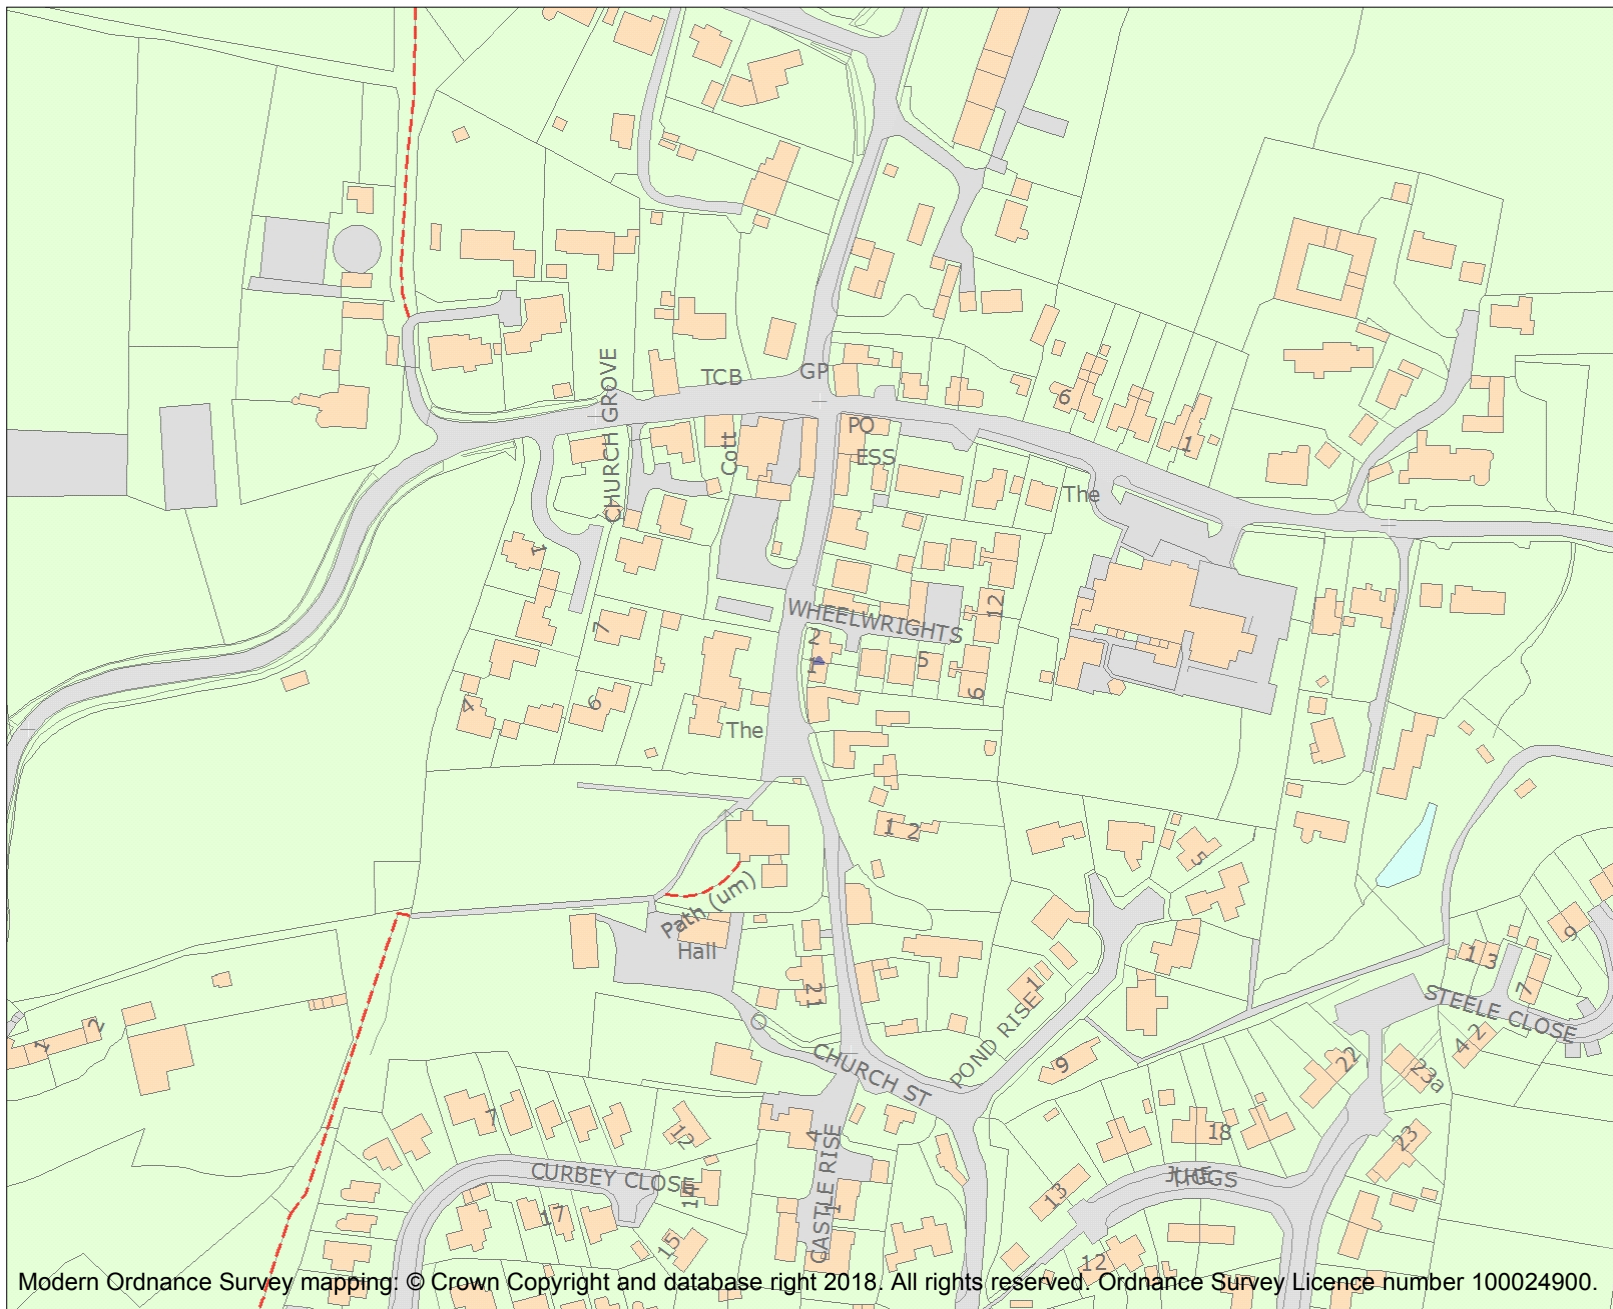 CHURCH GROVE
TCB
GP
6
1
PO
ESS
Cott
The
1
WHEELWRIGHTS
12
2
1
5
6
7
4
6
The
1 2
5
Path (um)
Hall
21
1
POND RISE
9
1 3
9
7
STEELE CLOSE
4 2
22
23a
23
1
2
CHURCH ST
7
12
CURBEY CLOSE
14
17
15
4
CASTLE RISE
1
18
13
12
Modern Ordnance Survey mapping: © Crown Copyright and database right 2018. All rights reserved. Ordnance Survey Licence number 100024900.